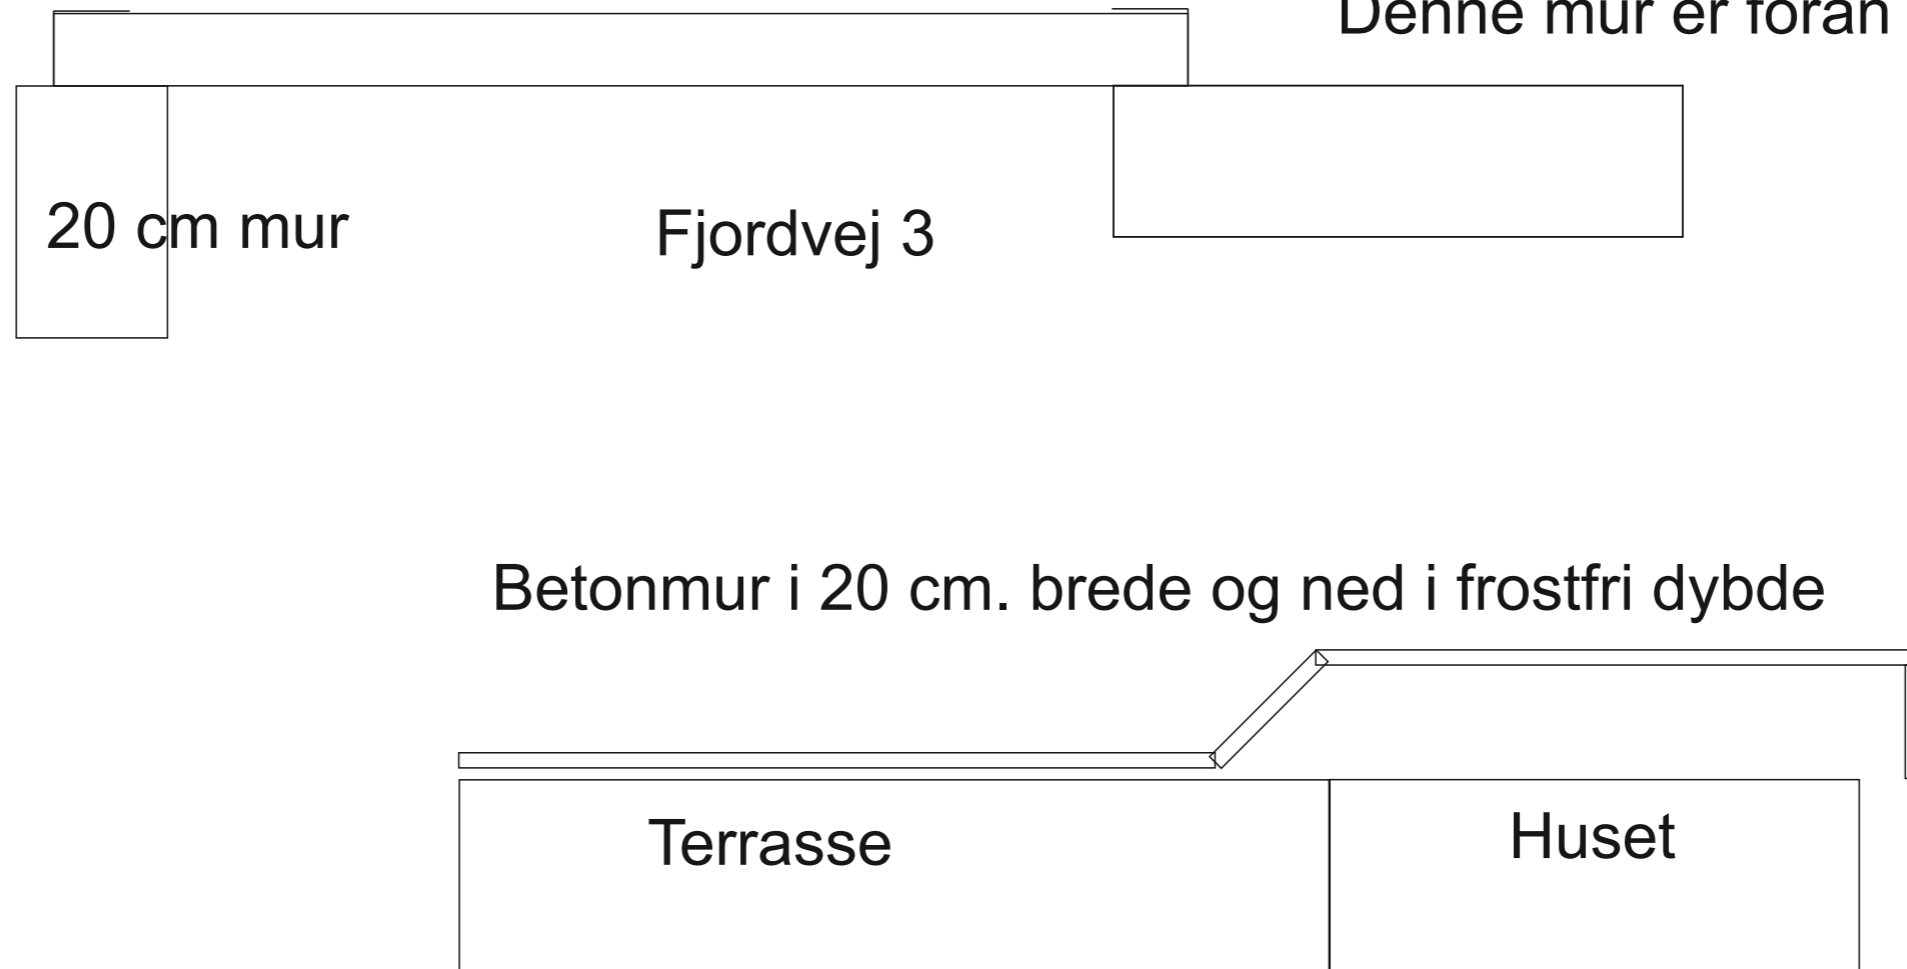 Denne mur er foran
20 cm mur
Fjordvej 3
Betonmur i 20 cm. brede og ned i frostfri dybde
Terrasse
Huset